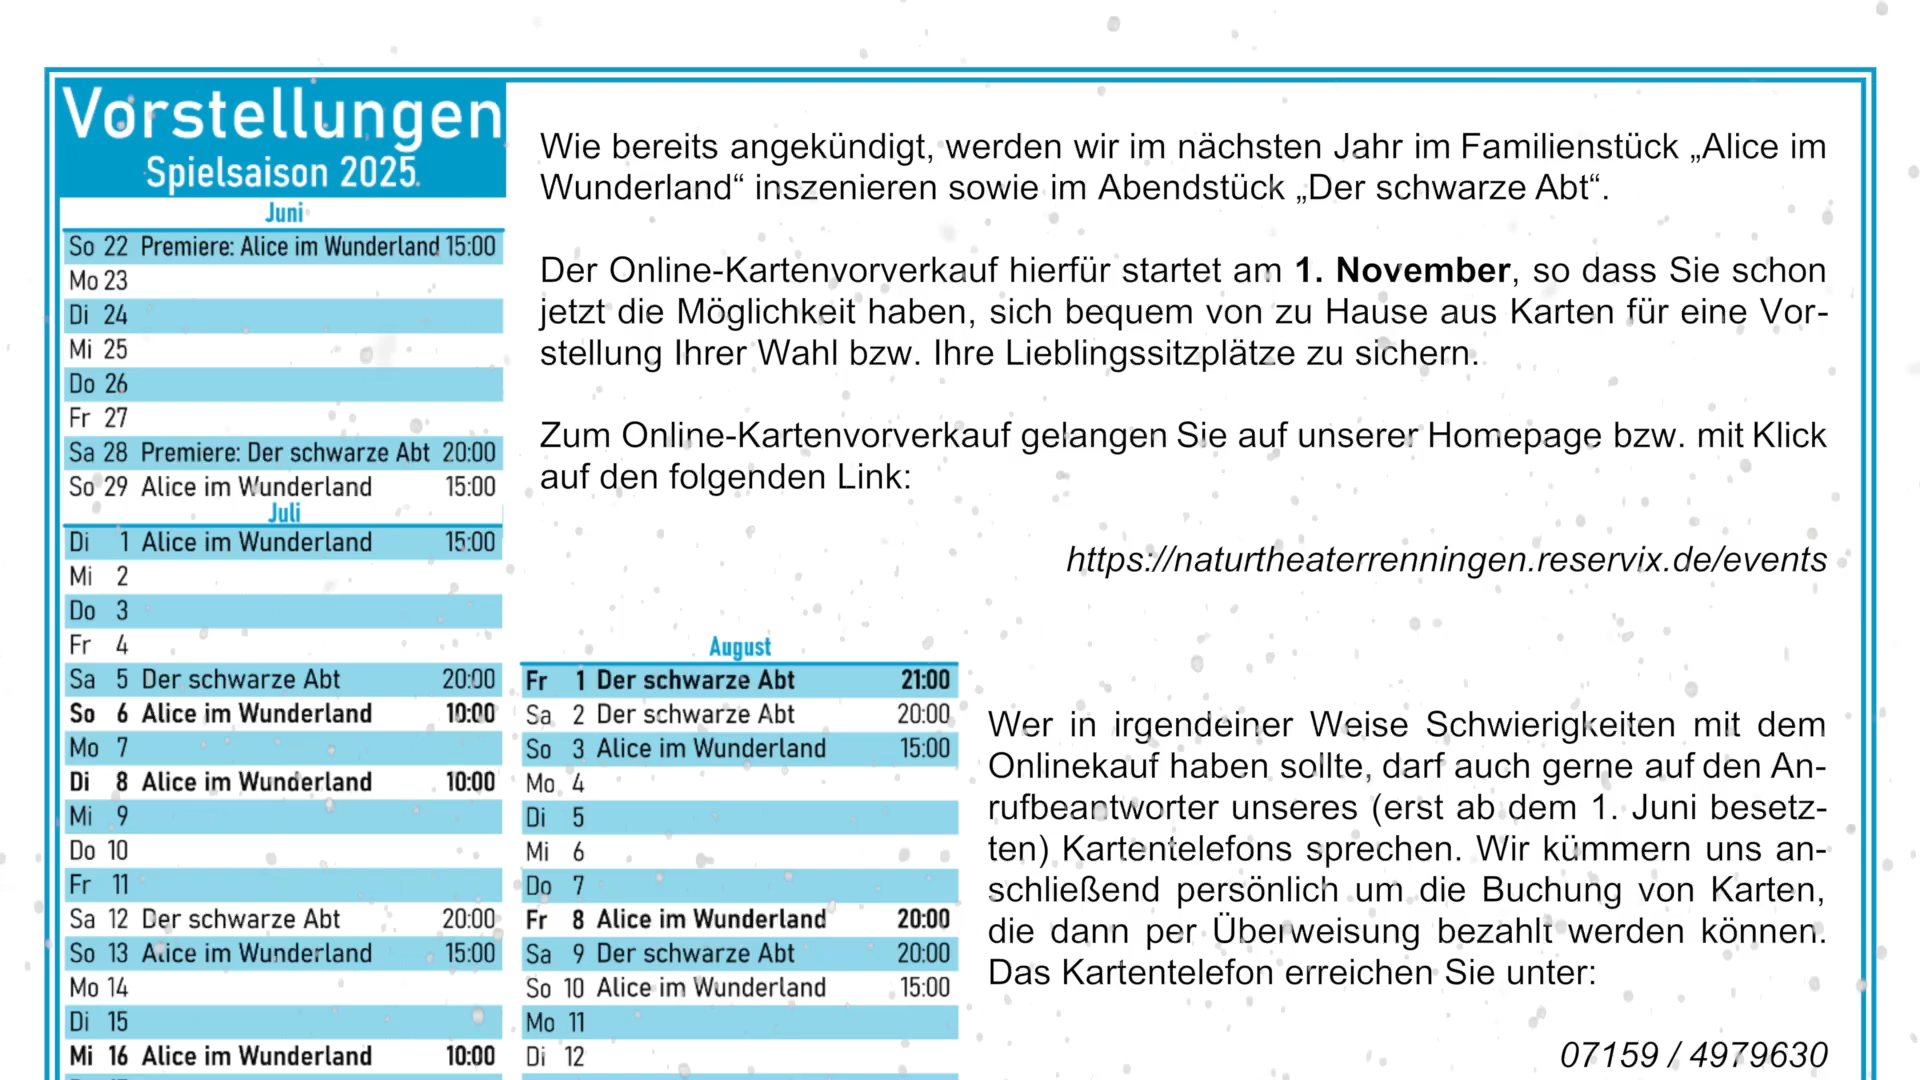 Vorstellungen
Spielsaison 2025
Juni
So 22 Premiere: Alice im Wunderland 15:00
Mo 23
Di 24
Mi 25
Do 26
Fr 27
Sa 28 Premiere: Der schwarze Abt 20:00
So 29 Alice im Wunderland 15:00
Juli
Di 1 Alice im Wunderland 15:00
Mi 2
Do 3
Fr 4
Sa 5 Der schwarze Abt 20:00
So 6 Alice im Wunderland 10:00
Mo 7
Di 8 Alice im Wunderland 10:00
Mi 9
Do 10
Fr 11
Sa 12 Der schwarze Abt 20:00
So 13 Alice im Wunderland 15:00
Mo 14
Di 15
Mi 16 Alice im Wunderland 10:00
August
Fr 1 Der schwarze Abt 21:00
Sa 2 Der schwarze Abt 20:00
So 3 Alice im Wunderland 15:00
Mo 4
Di 5
Mi 6
Do 7
Fr 8 Alice im Wunderland 20:00
Sa 9 Der schwarze Abt 20:00
So 10 Alice im Wunderland 15:00
Mo 11
Di 12
Wie bereits angekündigt, werden wir im nächsten Jahr im Familienstück „Alice im
Wunderland“ inszenieren sowie im Abendstück „Der schwarze Abt“.
Der Online-Kartenvorverkauf hierfür startet am 1. November, so dass Sie schon
jetzt die Möglichkeit haben, sich bequem von zu Hause aus Karten für eine Vor-
stellung Ihrer Wahl bzw. Ihre Lieblingssitzplätze zu sichern.
Zum Online-Kartenvorverkauf gelangen Sie auf unserer Homepage bzw. mit Klick
auf den folgenden Link:
https://naturtheaterrenningen.reservix.de/events
Wer in irgendeiner Weise Schwierigkeiten mit dem
Onlinekauf haben sollte, darf auch gerne auf den An-
rufbeantworter unseres (erst ab dem 1. Juni besetz-
ten) Kartentelefons sprechen. Wir kümmern uns an-
schließend persönlich um die Buchung von Karten,
die dann per Überweisung bezahlt werden können.
Das Kartentelefon erreichen Sie unter:
07159 / 4979630